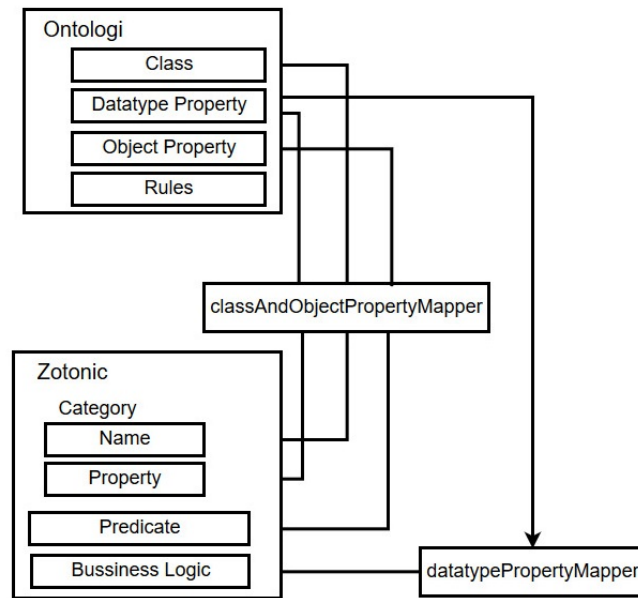 Ontologi
Class
Datatype Property
Object Property
Rules
classAndObjectPropertyMapper
Zotonic
Category
Name
Property
Predicate
Bussiness Logic
datatypePropertyMapper